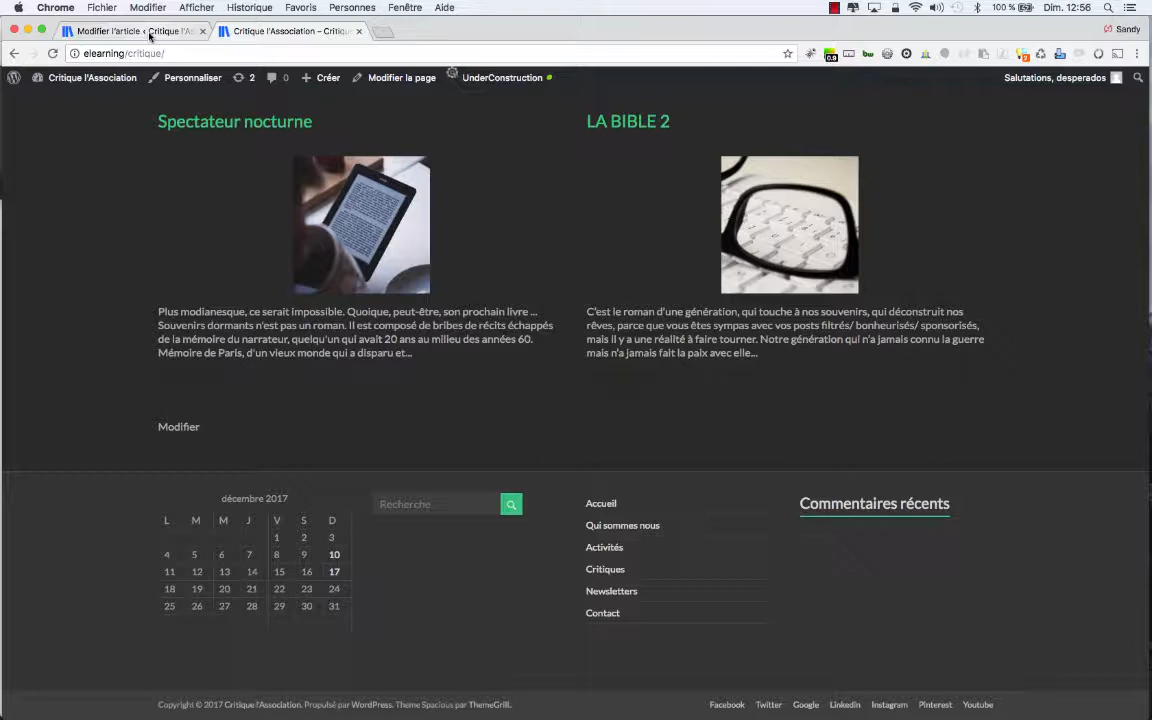 Chrome Fichier Modifier Afficher Historique Favoris Personnes Fenêtre Aide 100 % Dim. 12:56
Modifier l'article ‹ Critique l'As
Critique l'Association – Critique
Sandy
elearning/critique/
0.9
2
Critique l'Association Personnaliser 2 0 Créer Modifier la page UnderConstruction Salutations, desperados
Spectateur nocturne
LA BIBLE 2
Plus modianesque, ce serait impossible. Quoique, peut-être, son prochain livre ...
Souvenirs dormants n'est pas un roman. Il est composé de bribes de récits échappés
de la mémoire du narrateur, quelqu'un qui avait 20 ans au milieu des années 60.
Mémoire de Paris, d'un vieux monde qui a disparu et...
C'est le roman d'une génération, qui touche à nos souvenirs, qui déconstruit nos
rêves, parce que vous êtes sympas avec vos posts filtrés/ bonheurisés/ sponsorisés,
mais il y a une réalité à faire tourner. Notre génération qui n'a jamais connu la guerre
mais n'a jamais fait la paix avec elle...
Modifier
décembre 2017
L M M J V S D
1 2 3
4 5 6 7 8 9 10
11 12 13 14 15 16 17
18 19 20 21 22 23 24
25 26 27 28 29 30 31
Recherche
Accueil
Qui sommes nous
Activités
Critiques
Newsletters
Contact
Commentaires récents
Copyright © 2017 Critique l'Association. Propulsé par WordPress. Theme Spacious par ThemeGrill.
Facebook Twitter Google Linkedin Instagram Pinterest Youtube